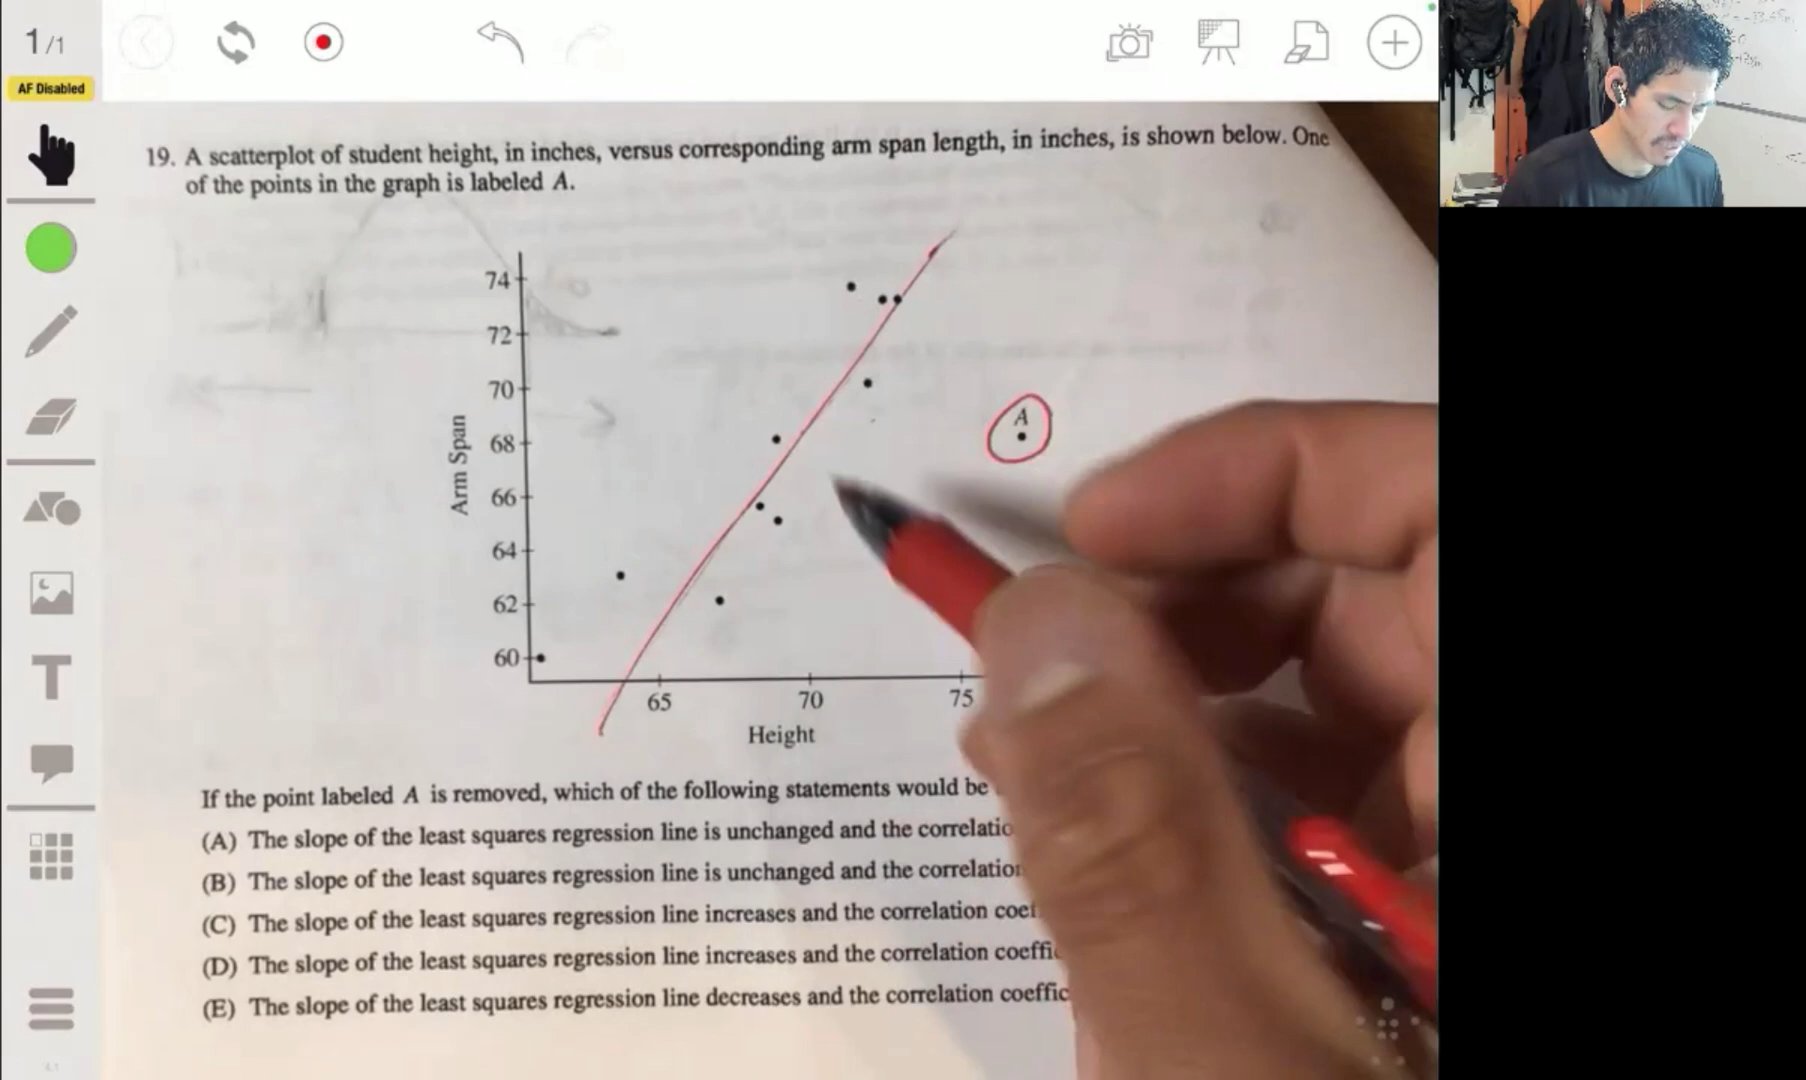 1/1
AF Disabled
19. A scatterplot of student height, in inches, versus corresponding arm span length, in inches, is shown below. One
of the points in the graph is labeled A.
74
72
70
68
66
64
62
60
Arm Span
A
65
70
75
Height
If the point labeled A is removed, which of the following statements would be
(A) The slope of the least squares regression line is unchanged and the
(B) The slope of the least squares regression line is unchanged and the
(C) The slope of the least squares regression line increases and the correlation
(D) The slope of the least squares regression line increases and the correlation
(E) The slope of the least squares regression line decreases and the correlation
T